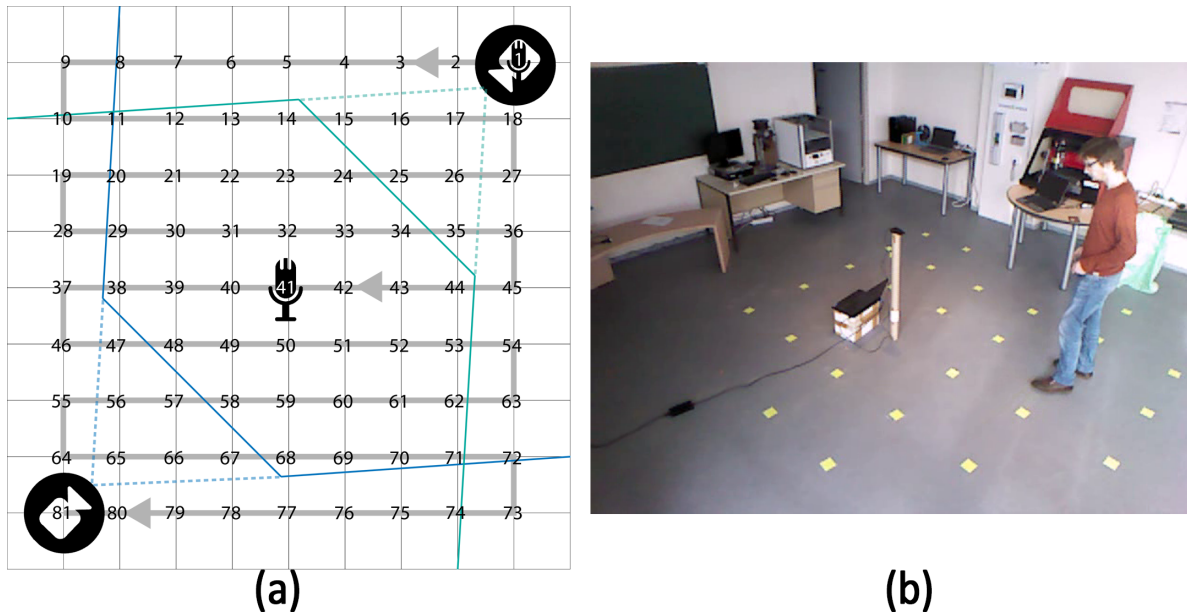 9 8 7 6 5 4 3 2 1
10 11 12 13 14 15 16 17 18
19 20 21 22 23 24 25 26 27
28 29 30 31 32 33 34 35 36
37 38 39 40 41 42 43 44 45
46 47 48 49 50 51 52 53 54
55 56 57 58 59 60 61 62 63
64 65 66 67 68 69 70 71 72
81 80 79 78 77 76 75 74 73
(a) (b)